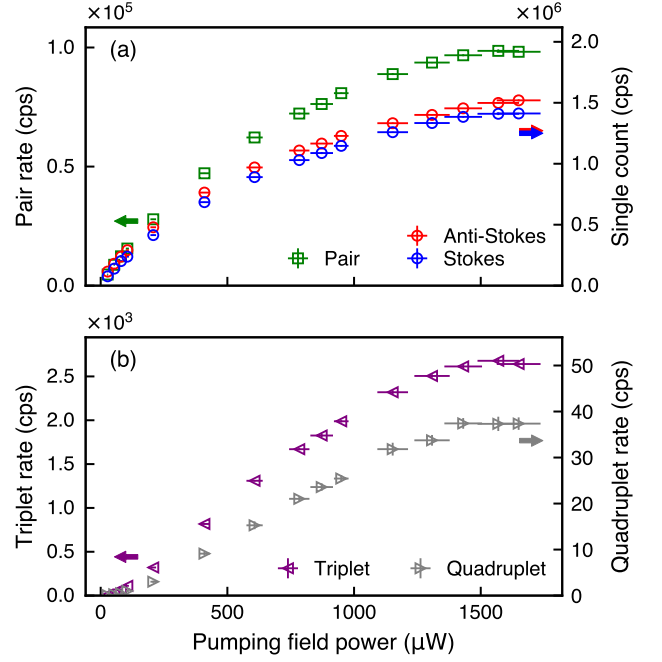 ×10⁵
×10⁶
(a)
1.0
0.5
0.0
Pair rate (cps)
2.0
1.5
1.0
0.5
0.0
Single count (cps)
Pair
Anti-Stokes
Stokes
×10³
(b)
2.5
2.0
1.5
1.0
0.5
0.0
Triplet rate (cps)
50
40
30
20
10
0
Quadruplet rate (cps)
Triplet
Quadruplet
0
500
1000
1500
Pumping field power (μW)